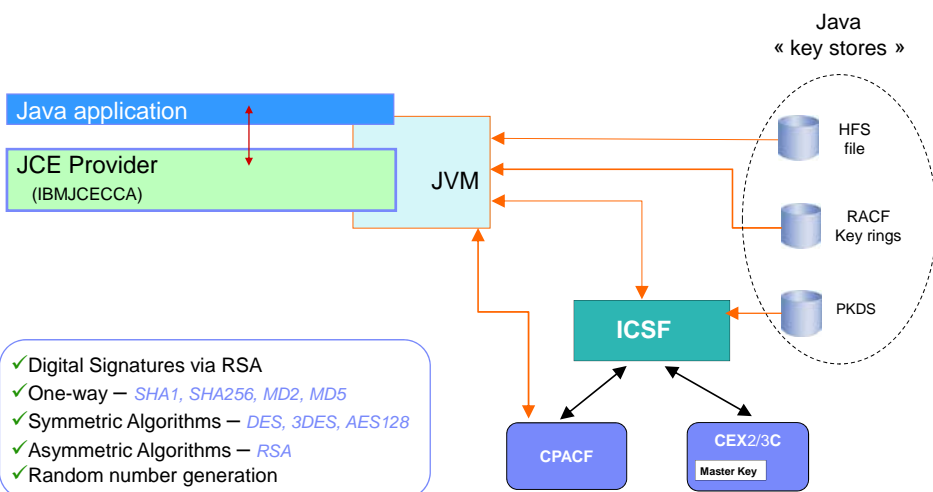 Java
« key stores »
Java application
JCE Provider
(IBMJCECCA)
JVM
HFS
file
RACF
Key rings
PKDS
ICSF
✓Digital Signatures via RSA
✓One-way – SHA1, SHA256, MD2, MD5
✓Symmetric Algorithms – DES, 3DES, AES128
✓Asymmetric Algorithms – RSA
✓Random number generation
CPACF
CEX2/3C
Master Key